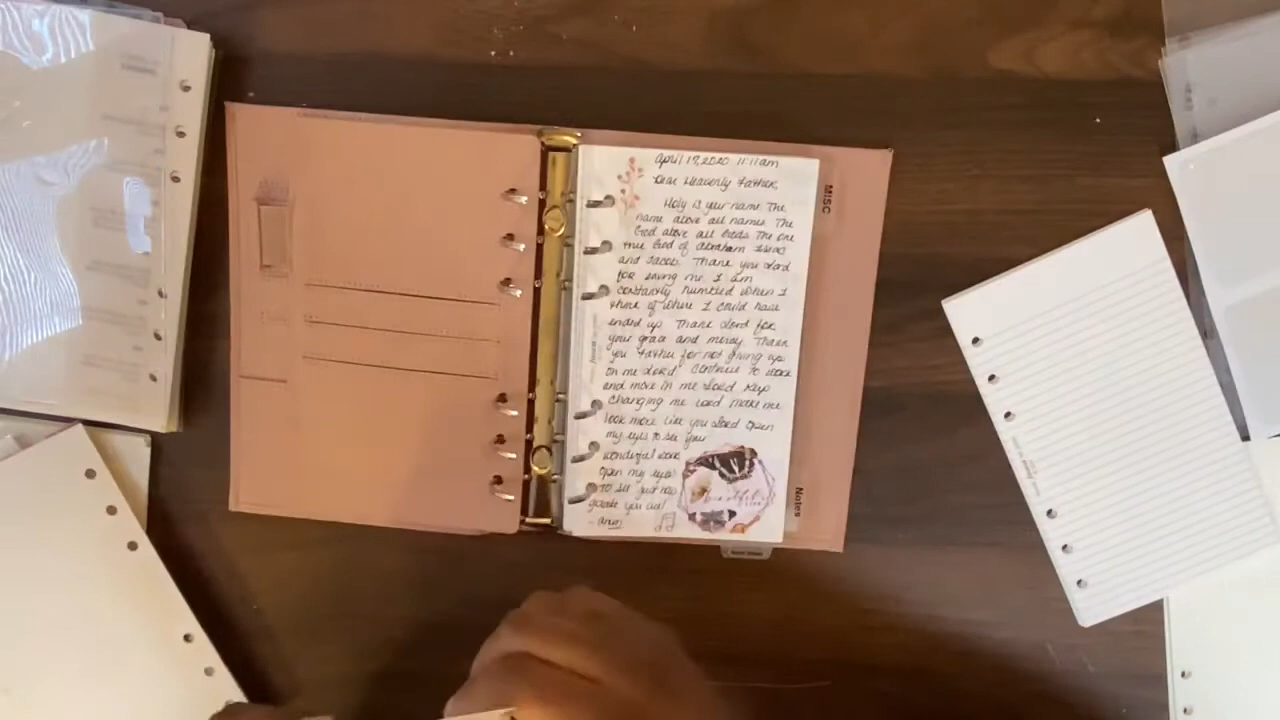 April 19, 2020 11:11am
Dear Heavenly Father,
Holy is your name. The
name above all names. The
God above all Gods. The one
true God of Abraham Isaac
and Jacob. Thank you Lord
for saving me. I am
constantly humbled when I
think of where I could have
ended up. Thank Lord for
your grace and mercy. Thank
you Father for not giving up
on me Lord. Continue to work
and move in me Lord Keep
changing me Lord make me
look more like you Lord Open
my eyes to see your
wonderful
open my eyes
to see just how
you are!
MISC
Notes